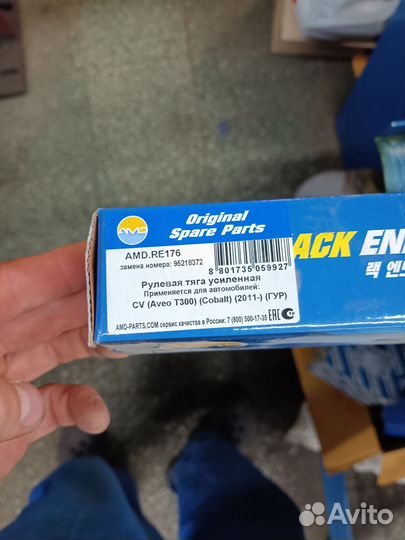 AMD
Original
Spare Parts
AMD.RE176
замена номера: 95218372
8 801735 059927
Рулевая тяга усиленная
Применяется для автомобилей:
CV (Aveo T300) (Cobalt) (2011-) (ГУР)
AMD-PARTS.COM сервис качества в России: 7 (800) 500-17-35 EAC
ACK EN
랙 엔
Avito